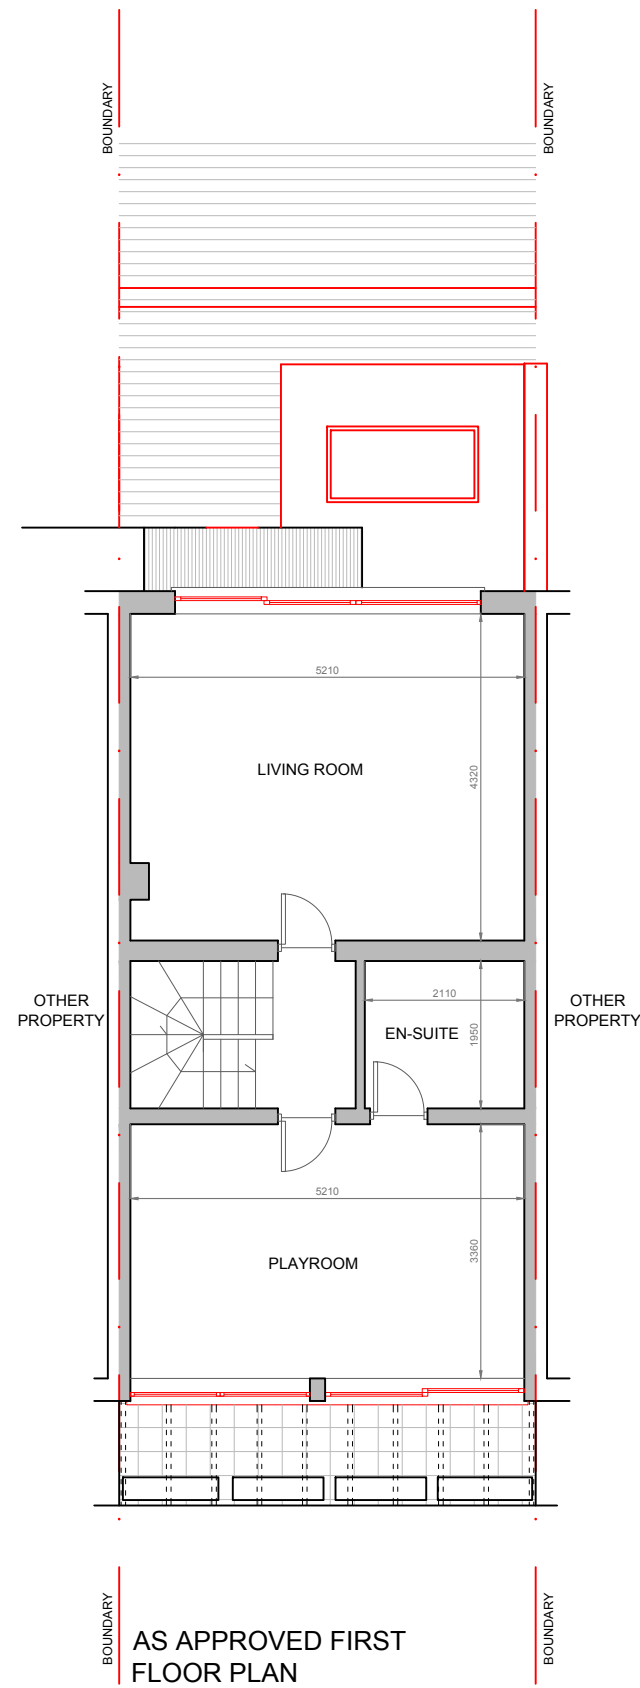 BOUNDARY
BOUNDARY
5210
LIVING ROOM
4320
2110
OTHER
PROPERTY
EN-SUITE
1950
OTHER
PROPERTY
5210
3360
PLAYROOM
BOUNDARY
BOUNDARY
AS APPROVED FIRST
FLOOR PLAN